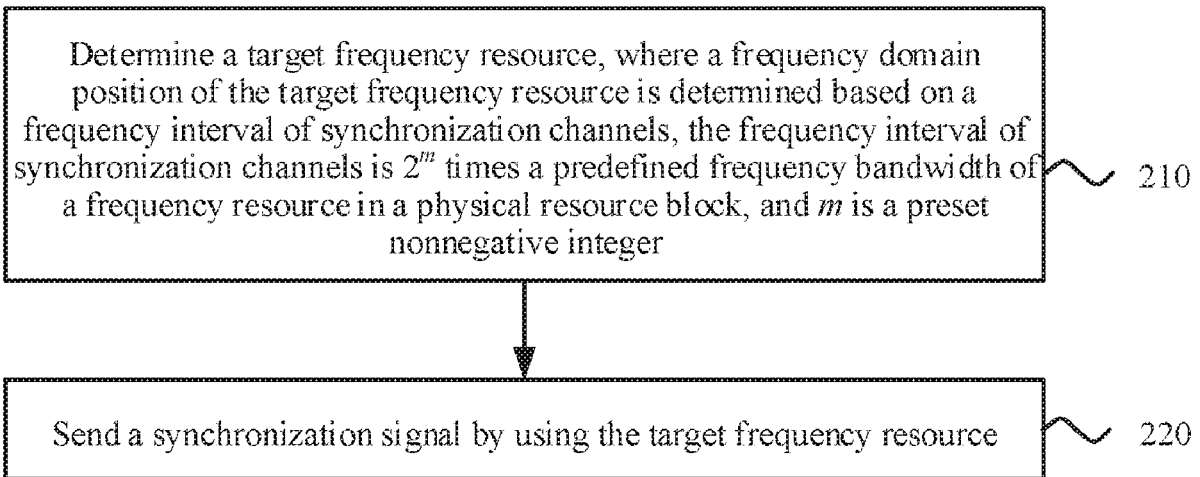 Determine a target frequency resource, where a frequency domain
position of the target frequency resource is determined based on a
frequency interval of synchronization channels, the frequency interval of
synchronization channels is 2^m times a predefined frequency bandwidth of
a frequency resource in a physical resource block, and m is a preset
nonnegative integer
210
Send a synchronization signal by using the target frequency resource
220